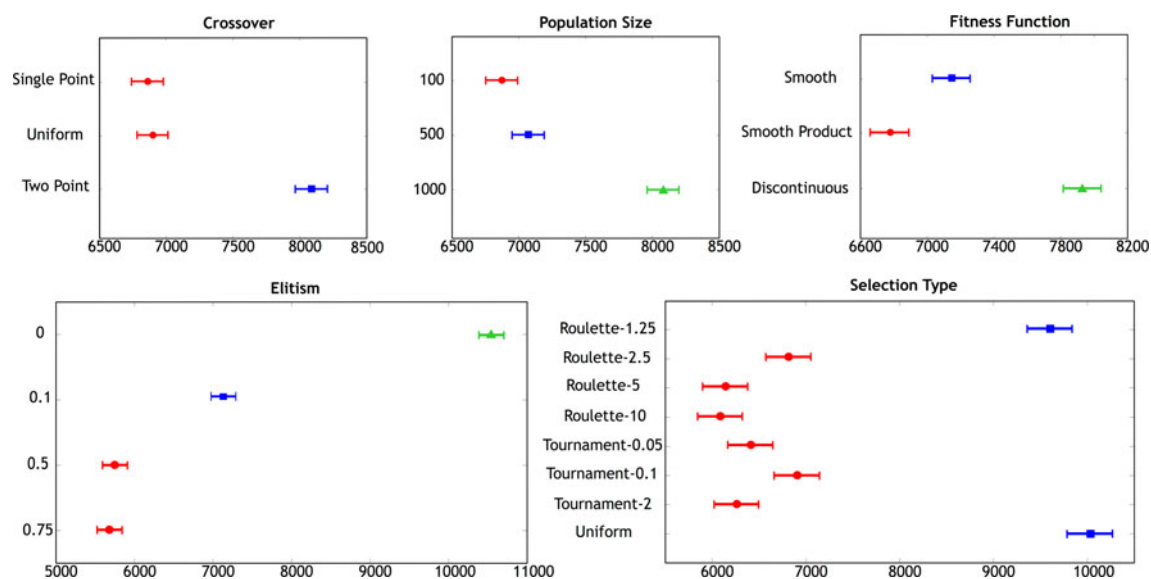 Crossover
Single Point
Uniform
Two Point
6500 7000 7500 8000 8500
Population Size
100
500
1000
6500 7000 7500 8000 8500
Fitness Function
Smooth
Smooth Product
Discontinuous
6600 7000 7400 7800 8200
Elitism
0
0.1
0.5
0.75
5000 6000 7000 8000 9000 10000 11000
Selection Type
Roulette-1.25
Roulette-2.5
Roulette-5
Roulette-10
Tournament-0.05
Tournament-0.1
Tournament-2
Uniform
6000 7000 8000 9000 10000